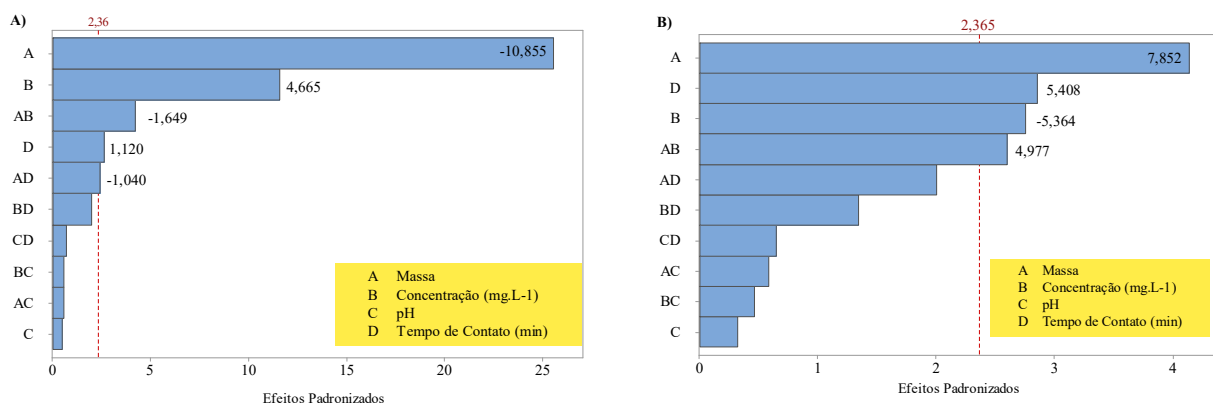 A)
2,36
A
-10,855
B
4,665
AB
-1,649
D
1,120
AD
-1,040
BD
CD
BC
AC
C
A Massa
B Concentração (mg.L-1)
C pH
D Tempo de Contato (min)
0 5 10 15 20 25
Efeitos Padronizados
B)
2,365
A
7,852
D
5,408
B
-5,364
AB
4,977
AD
BD
CD
AC
BC
C
A Massa
B Concentração (mg.L-1)
C pH
D Tempo de Contato (min)
0 1 2 3 4
Efeitos Padronizados